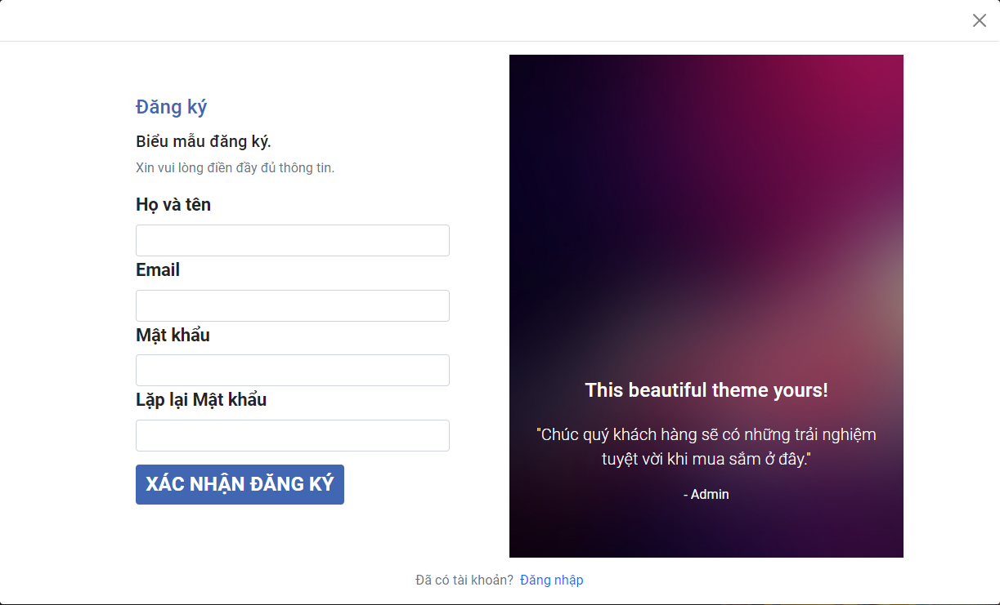 Đăng ký
Biểu mẫu đăng ký.
Xin vui lòng điền đầy đủ thông tin.
Họ và tên
Email
Mật khẩu
Lặp lại Mật khẩu
XÁC NHẬN ĐĂNG KÝ
This beautiful theme yours!
"Chúc quý khách hàng sẽ có những trải nghiệm
tuyệt vời khi mua sắm ở đây."
- Admin
Đã có tài khoản? Đăng nhập